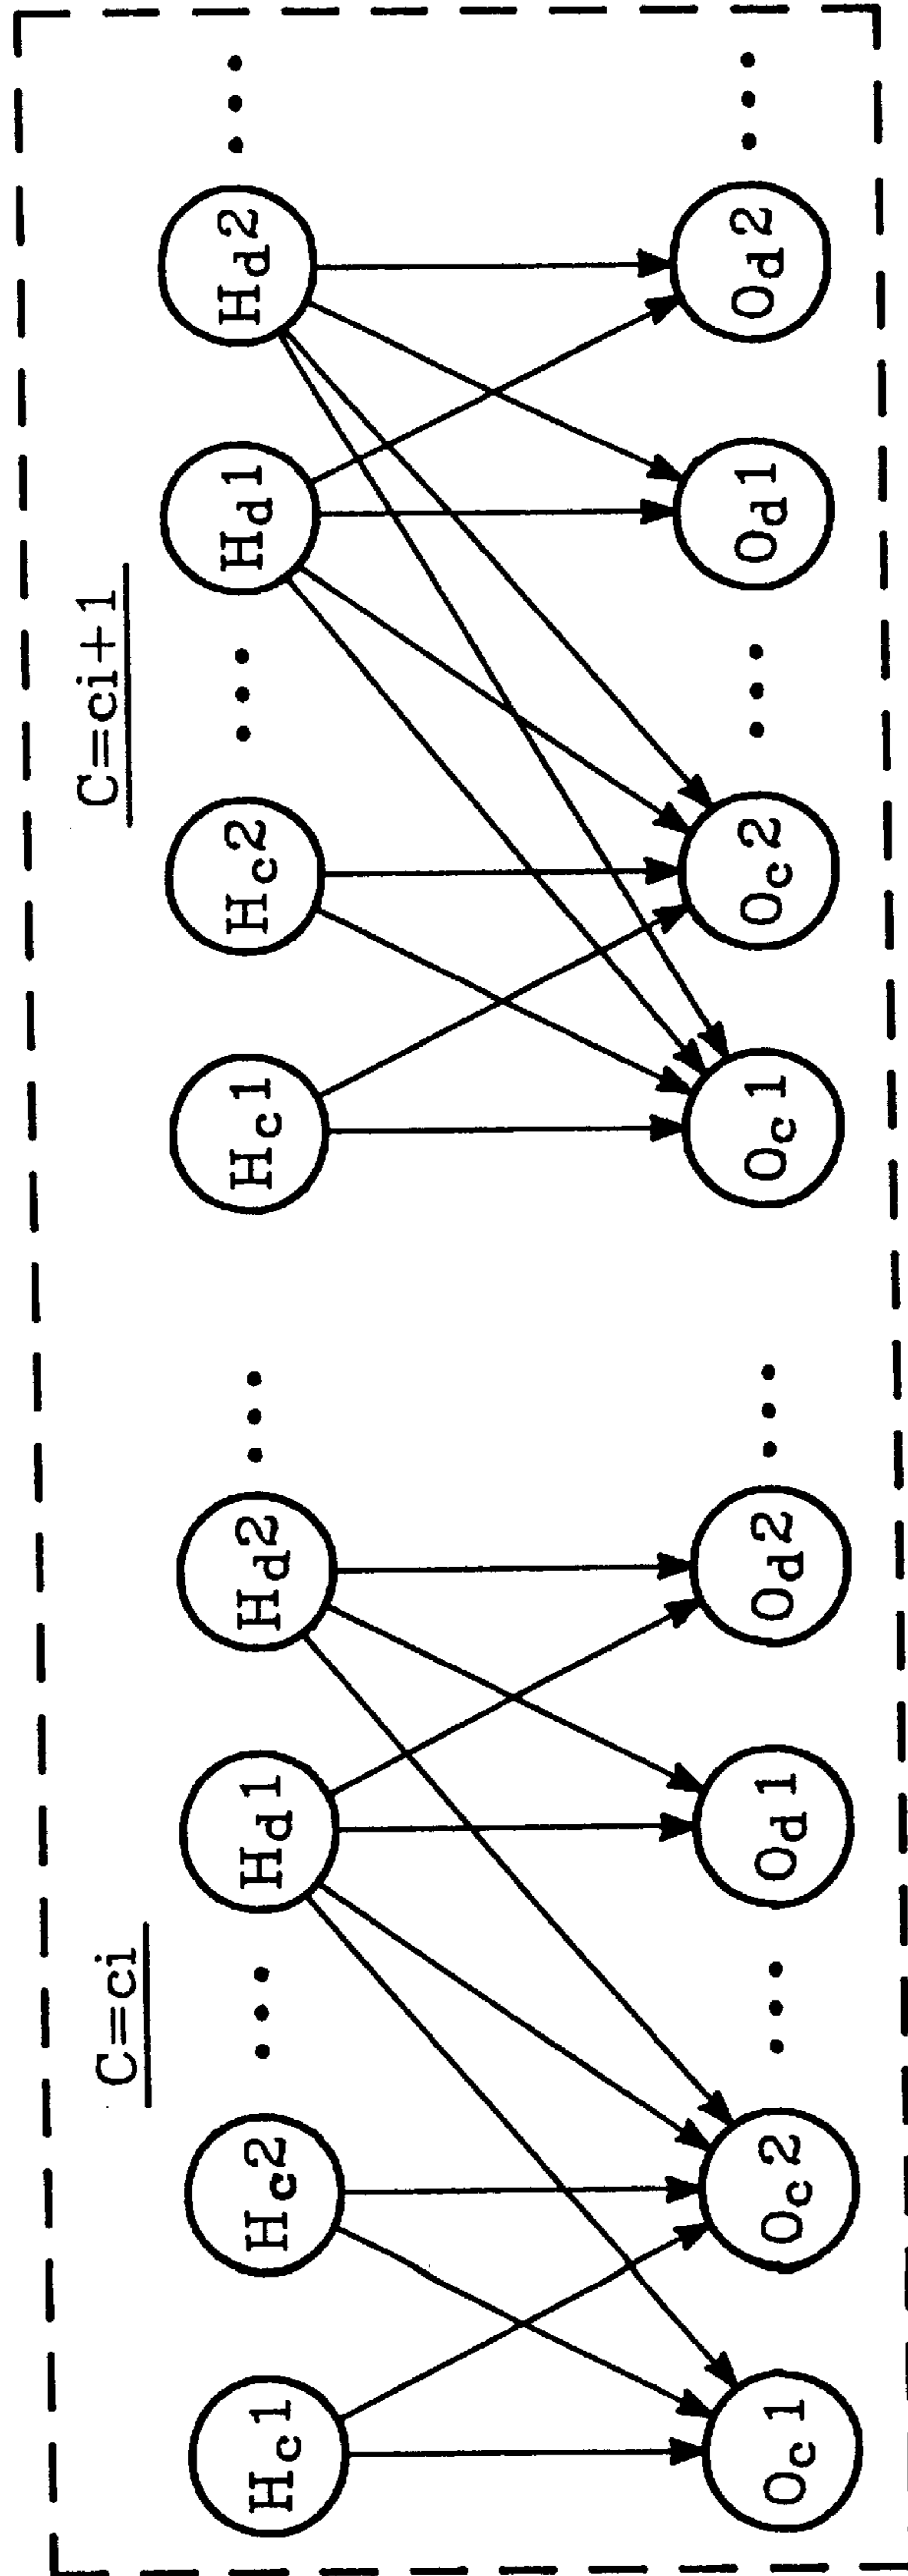 C=ci
Hc1 Hc2 ... Hd1 Hd2 ...
Oc1 Oc2 ... Od1 Od2 ...
C=ci+1
Hc1 Hc2 ... Hd1 Hd2 ...
Oc1 Oc2 ... Od1 Od2 ...